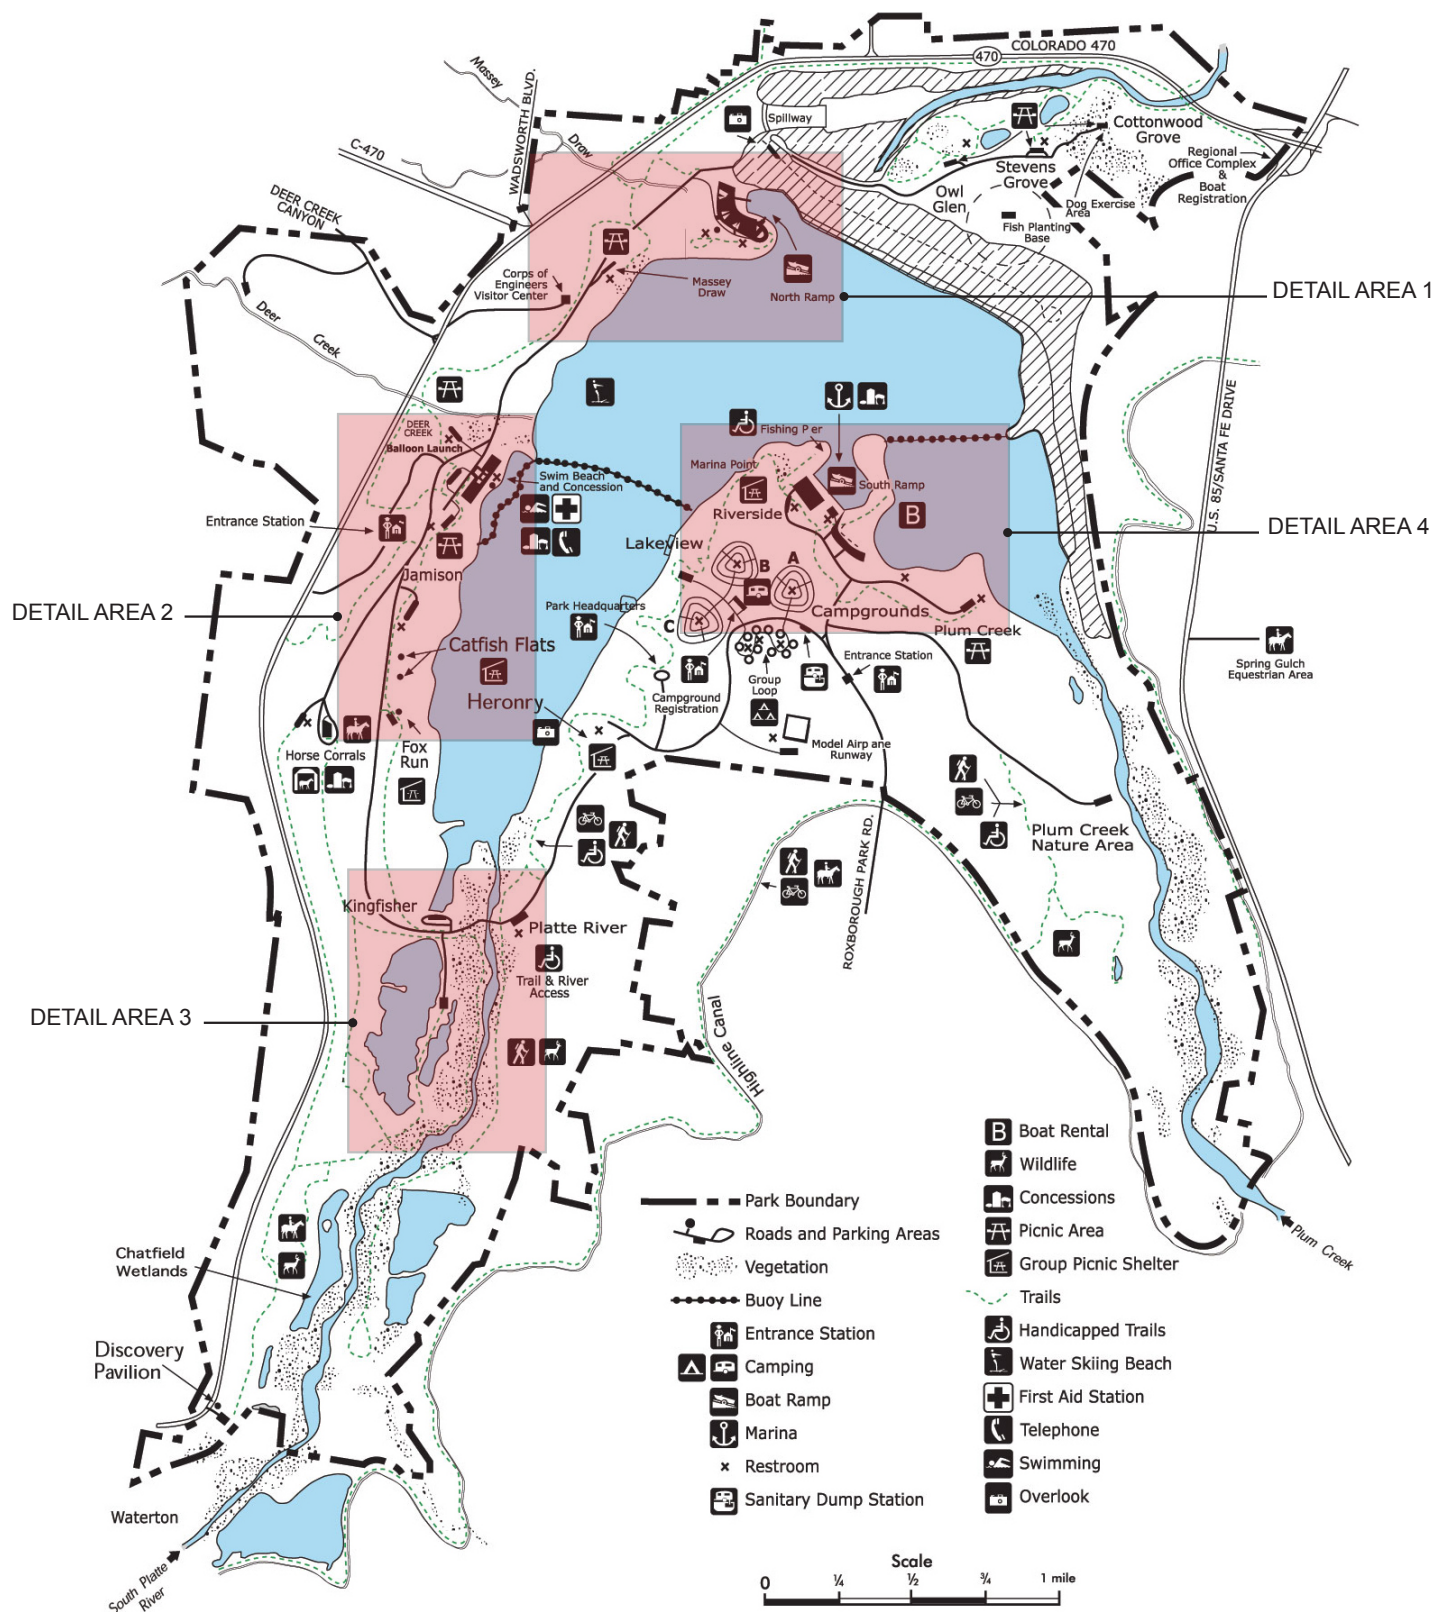 COLORADO 470
470
Massey
Draw
WADSWORTH BLVD.
C-470
DEER CREEK
CANYON
Spillway
Cottonwood
Grove
Stevens
Grove
Owl
Glen
Dog Exercise
Area
Fish Planting
Base
Regional
Office Complex
&
Boat
Registration
Corps of
Engineers
Visitor Center
Massey
Draw
North Ramp
DETAIL AREA 1
Deer
Creek
U.S. 85/SANTA FE DRIVE
DEER
CREEK
Balloon Launch
Swim Beach
and Concession
Entrance Station
Jamison
Fishing P er
Marina Point
South Ramp
Riverside
B
DETAIL AREA 4
Lakeview
B
A
C
Campgrounds
DETAIL AREA 2
Park Headquarters
Catfish Flats
Heronry
Plum Creek
Entrance Station
Group
Loop
Campground
Registration
Model Airp ane
Runway
Spring Gulch
Equestrian Area
Horse Corrals
Fox
Run
Plum Creek
Nature Area
ROXBOROUGH PARK RD.
Kingfisher
Platte River
Trail & River
Access
DETAIL AREA 3
Highline Canal
Chatfield
Wetlands
Discovery
Pavilion
Waterton
South Platte
River
Plum Creek
Park Boundary
Roads and Parking Areas
Vegetation
Buoy Line
Entrance Station
Camping
Boat Ramp
Marina
Restroom
Sanitary Dump Station
B Boat Rental
Wildlife
Concessions
Picnic Area
Group Picnic Shelter
Trails
Handicapped Trails
Water Skiing Beach
First Aid Station
Telephone
Swimming
Overlook
Scale
0 ¼ ½ ¾ 1 mile